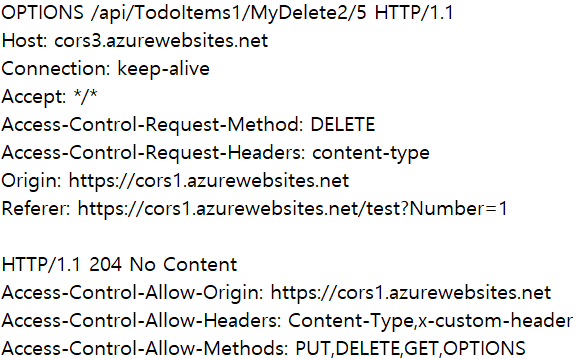 OPTIONS /api/TodoItems1/MyDelete2/5 HTTP/1.1
Host: cors3.azurewebsites.net
Connection: keep-alive
Accept: */*
Access-Control-Request-Method: DELETE
Access-Control-Request-Headers: content-type
Origin: https://cors1.azurewebsites.net
Referer: https://cors1.azurewebsites.net/test?Number=1

HTTP/1.1 204 No Content
Access-Control-Allow-Origin: https://cors1.azurewebsites.net
Access-Control-Allow-Headers: Content-Type,x-custom-header
Access-Control-Allow-Methods: PUT,DELETE,GET,OPTIONS